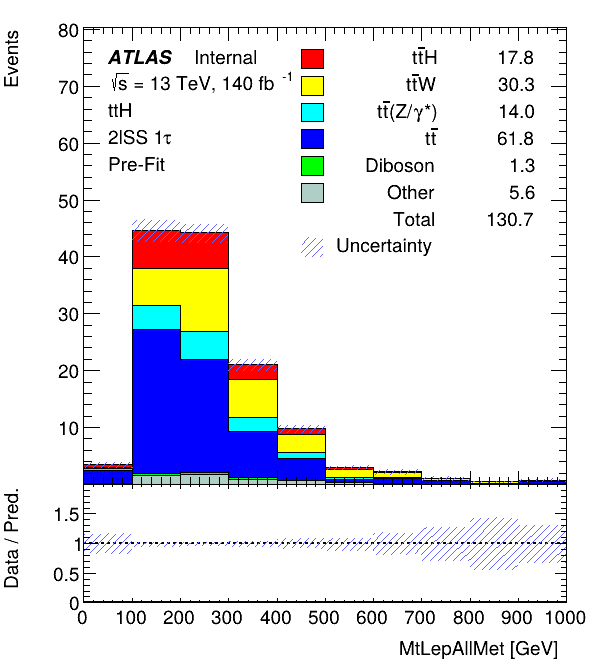 Events
80
70
60
50
40
30
20
10
ATLAS Internal
√s = 13 TeV, 140 fb⁻¹
ttH
2lSS 1τ
Pre-Fit
tt̄H 17.8
tt̄W 30.3
tt̄(Z/γ*) 14.0
tt̄ 61.8
Diboson 1.3
Other 5.6
Total 130.7
Uncertainty
Data / Pred.
1.5
1
0.5
0
0 100 200 300 400 500 600 700 800 900 1000
MtLepAllMet [GeV]